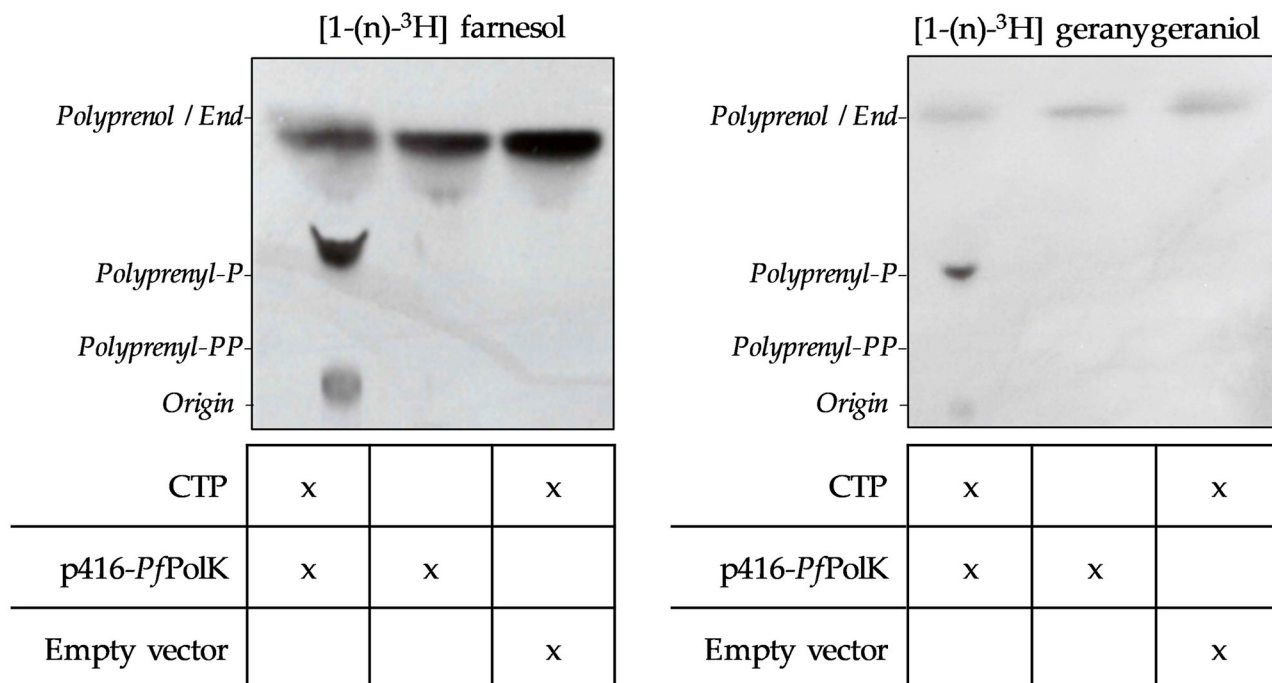 [1-(n)-³H] farnesol
Polyprenol / End
Polyprenyl-P
Polyprenyl-PP
Origin
CTP x x
p416-PfPolK x x
Empty vector x
[1-(n)-³H] geranygeraniol
Polyprenol / End
Polyprenyl-P
Polyprenyl-PP
Origin
CTP x x
p416-PfPolK x x
Empty vector x